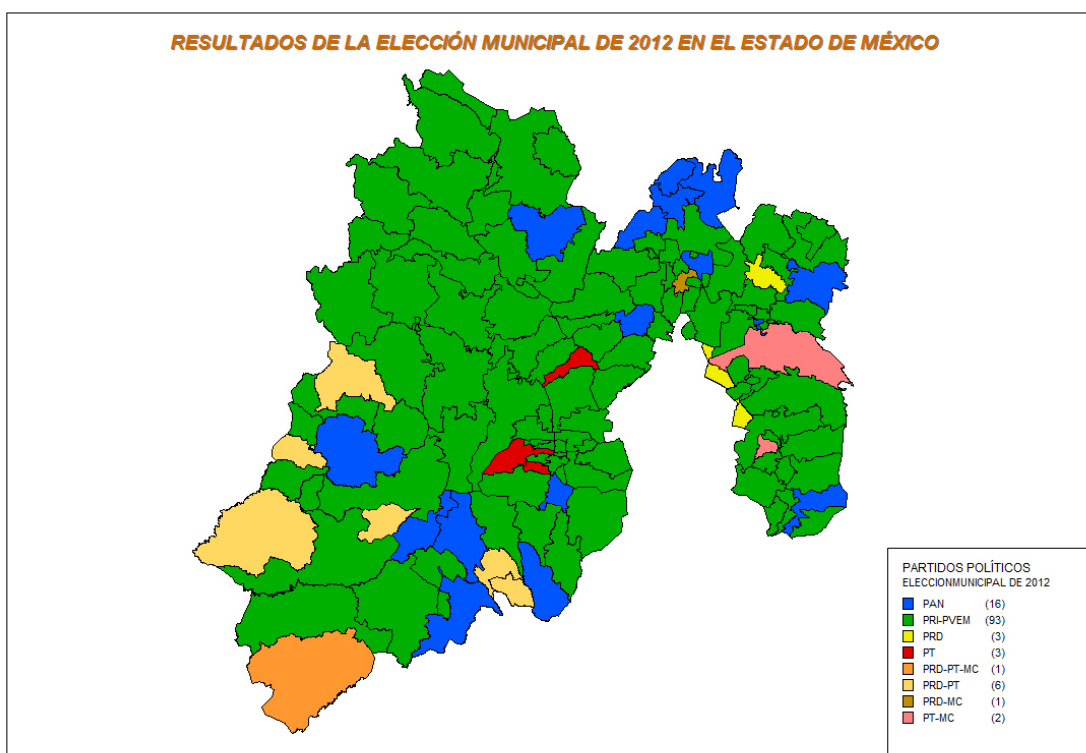 RESULTADOS DE LA ELECCIÓN MUNICIPAL DE 2012 EN EL ESTADO DE MÉXICO
PARTIDOS POLÍTICOS
ELECCIONMUNICIPAL DE 2012
PAN (16)
PRI-PVEM (93)
PRD (3)
PT (3)
PRD-PT-MC (1)
PRD-PT (6)
PRD-MC (1)
PT-MC (2)